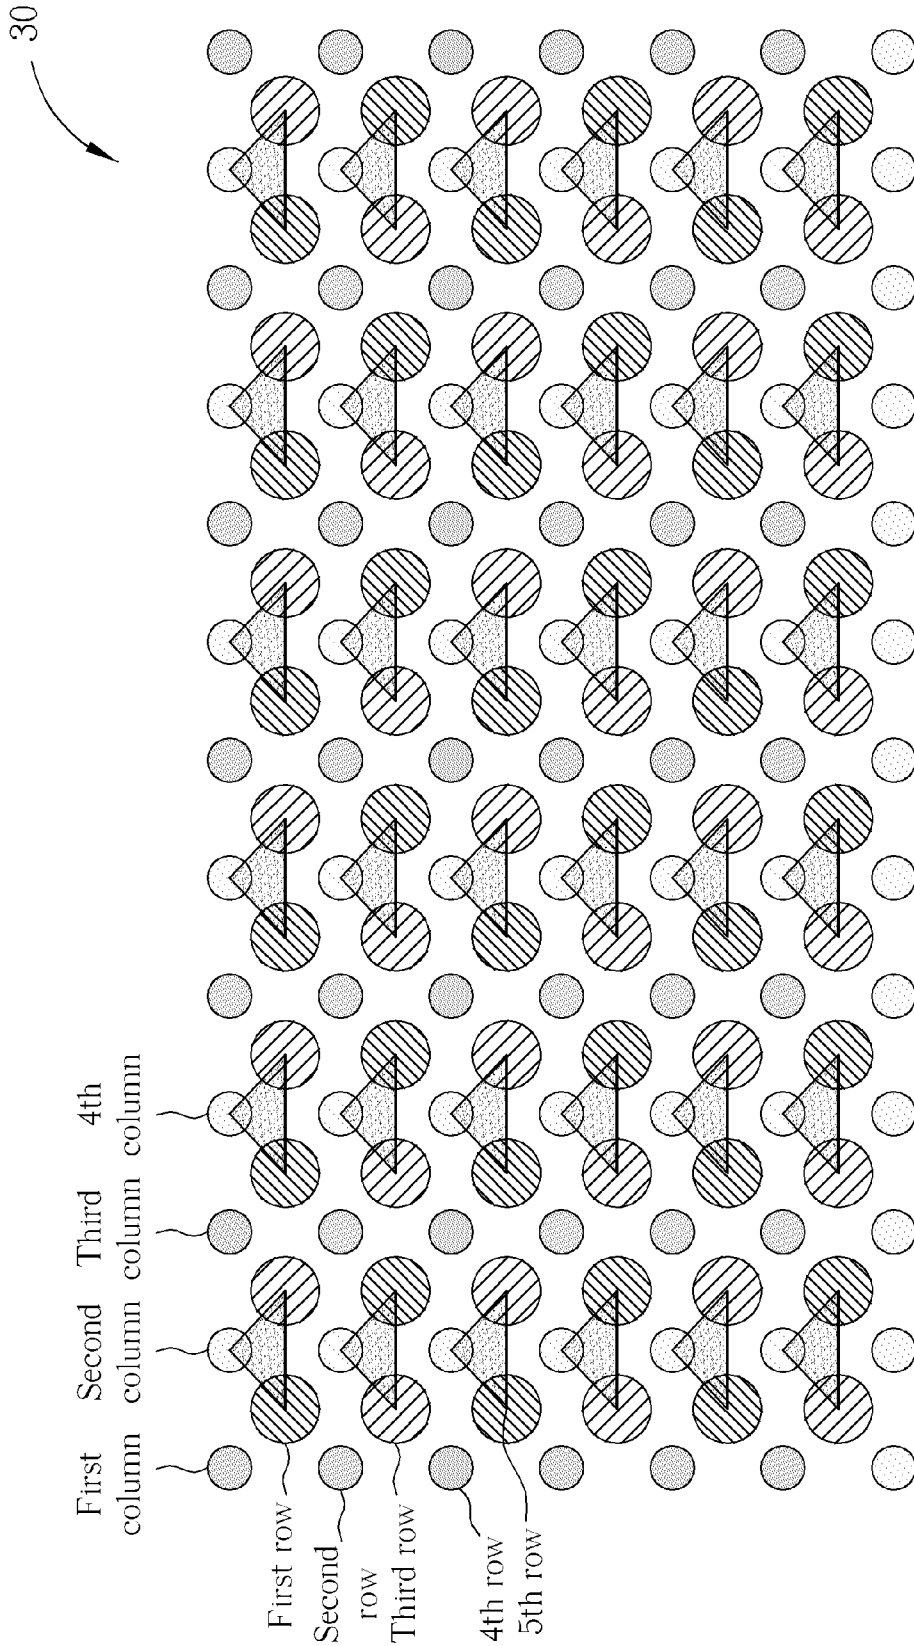 30
First
column
Second
column
Third
column
4th
column
First row
Second
row
Third row
4th row
5th row